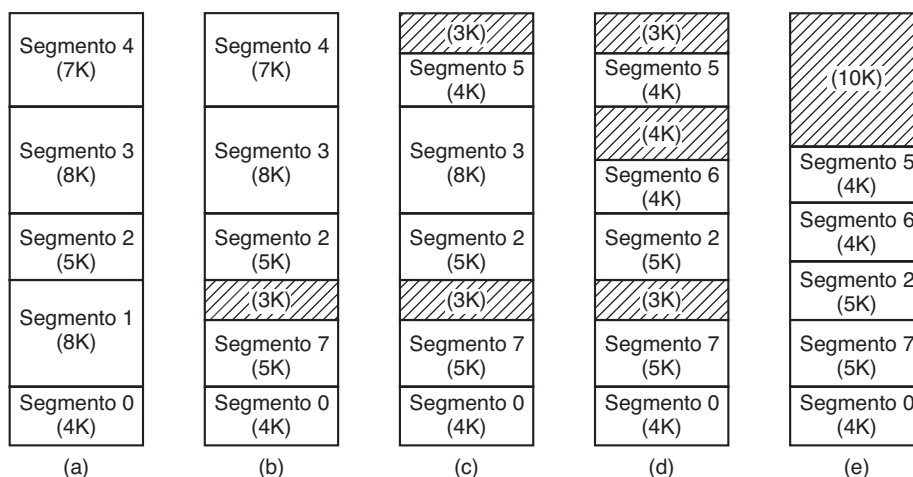 Segmento 4
(7K)
Segmento 3
(8K)
Segmento 2
(5K)
Segmento 1
(8K)
Segmento 0
(4K)
(a)
Segmento 4
(7K)
Segmento 3
(8K)
Segmento 2
(5K)
(3K)
Segmento 7
(5K)
Segmento 0
(4K)
(b)
(3K)
Segmento 5
(4K)
Segmento 3
(8K)
Segmento 2
(5K)
(3K)
Segmento 7
(5K)
Segmento 0
(4K)
(c)
(3K)
Segmento 5
(4K)
(4K)
Segmento 6
(4K)
Segmento 2
(5K)
(3K)
Segmento 7
(5K)
Segmento 0
(4K)
(d)
(10K)
Segmento 5
(4K)
Segmento 6
(4K)
Segmento 2
(5K)
Segmento 7
(5K)
Segmento 0
(4K)
(e)